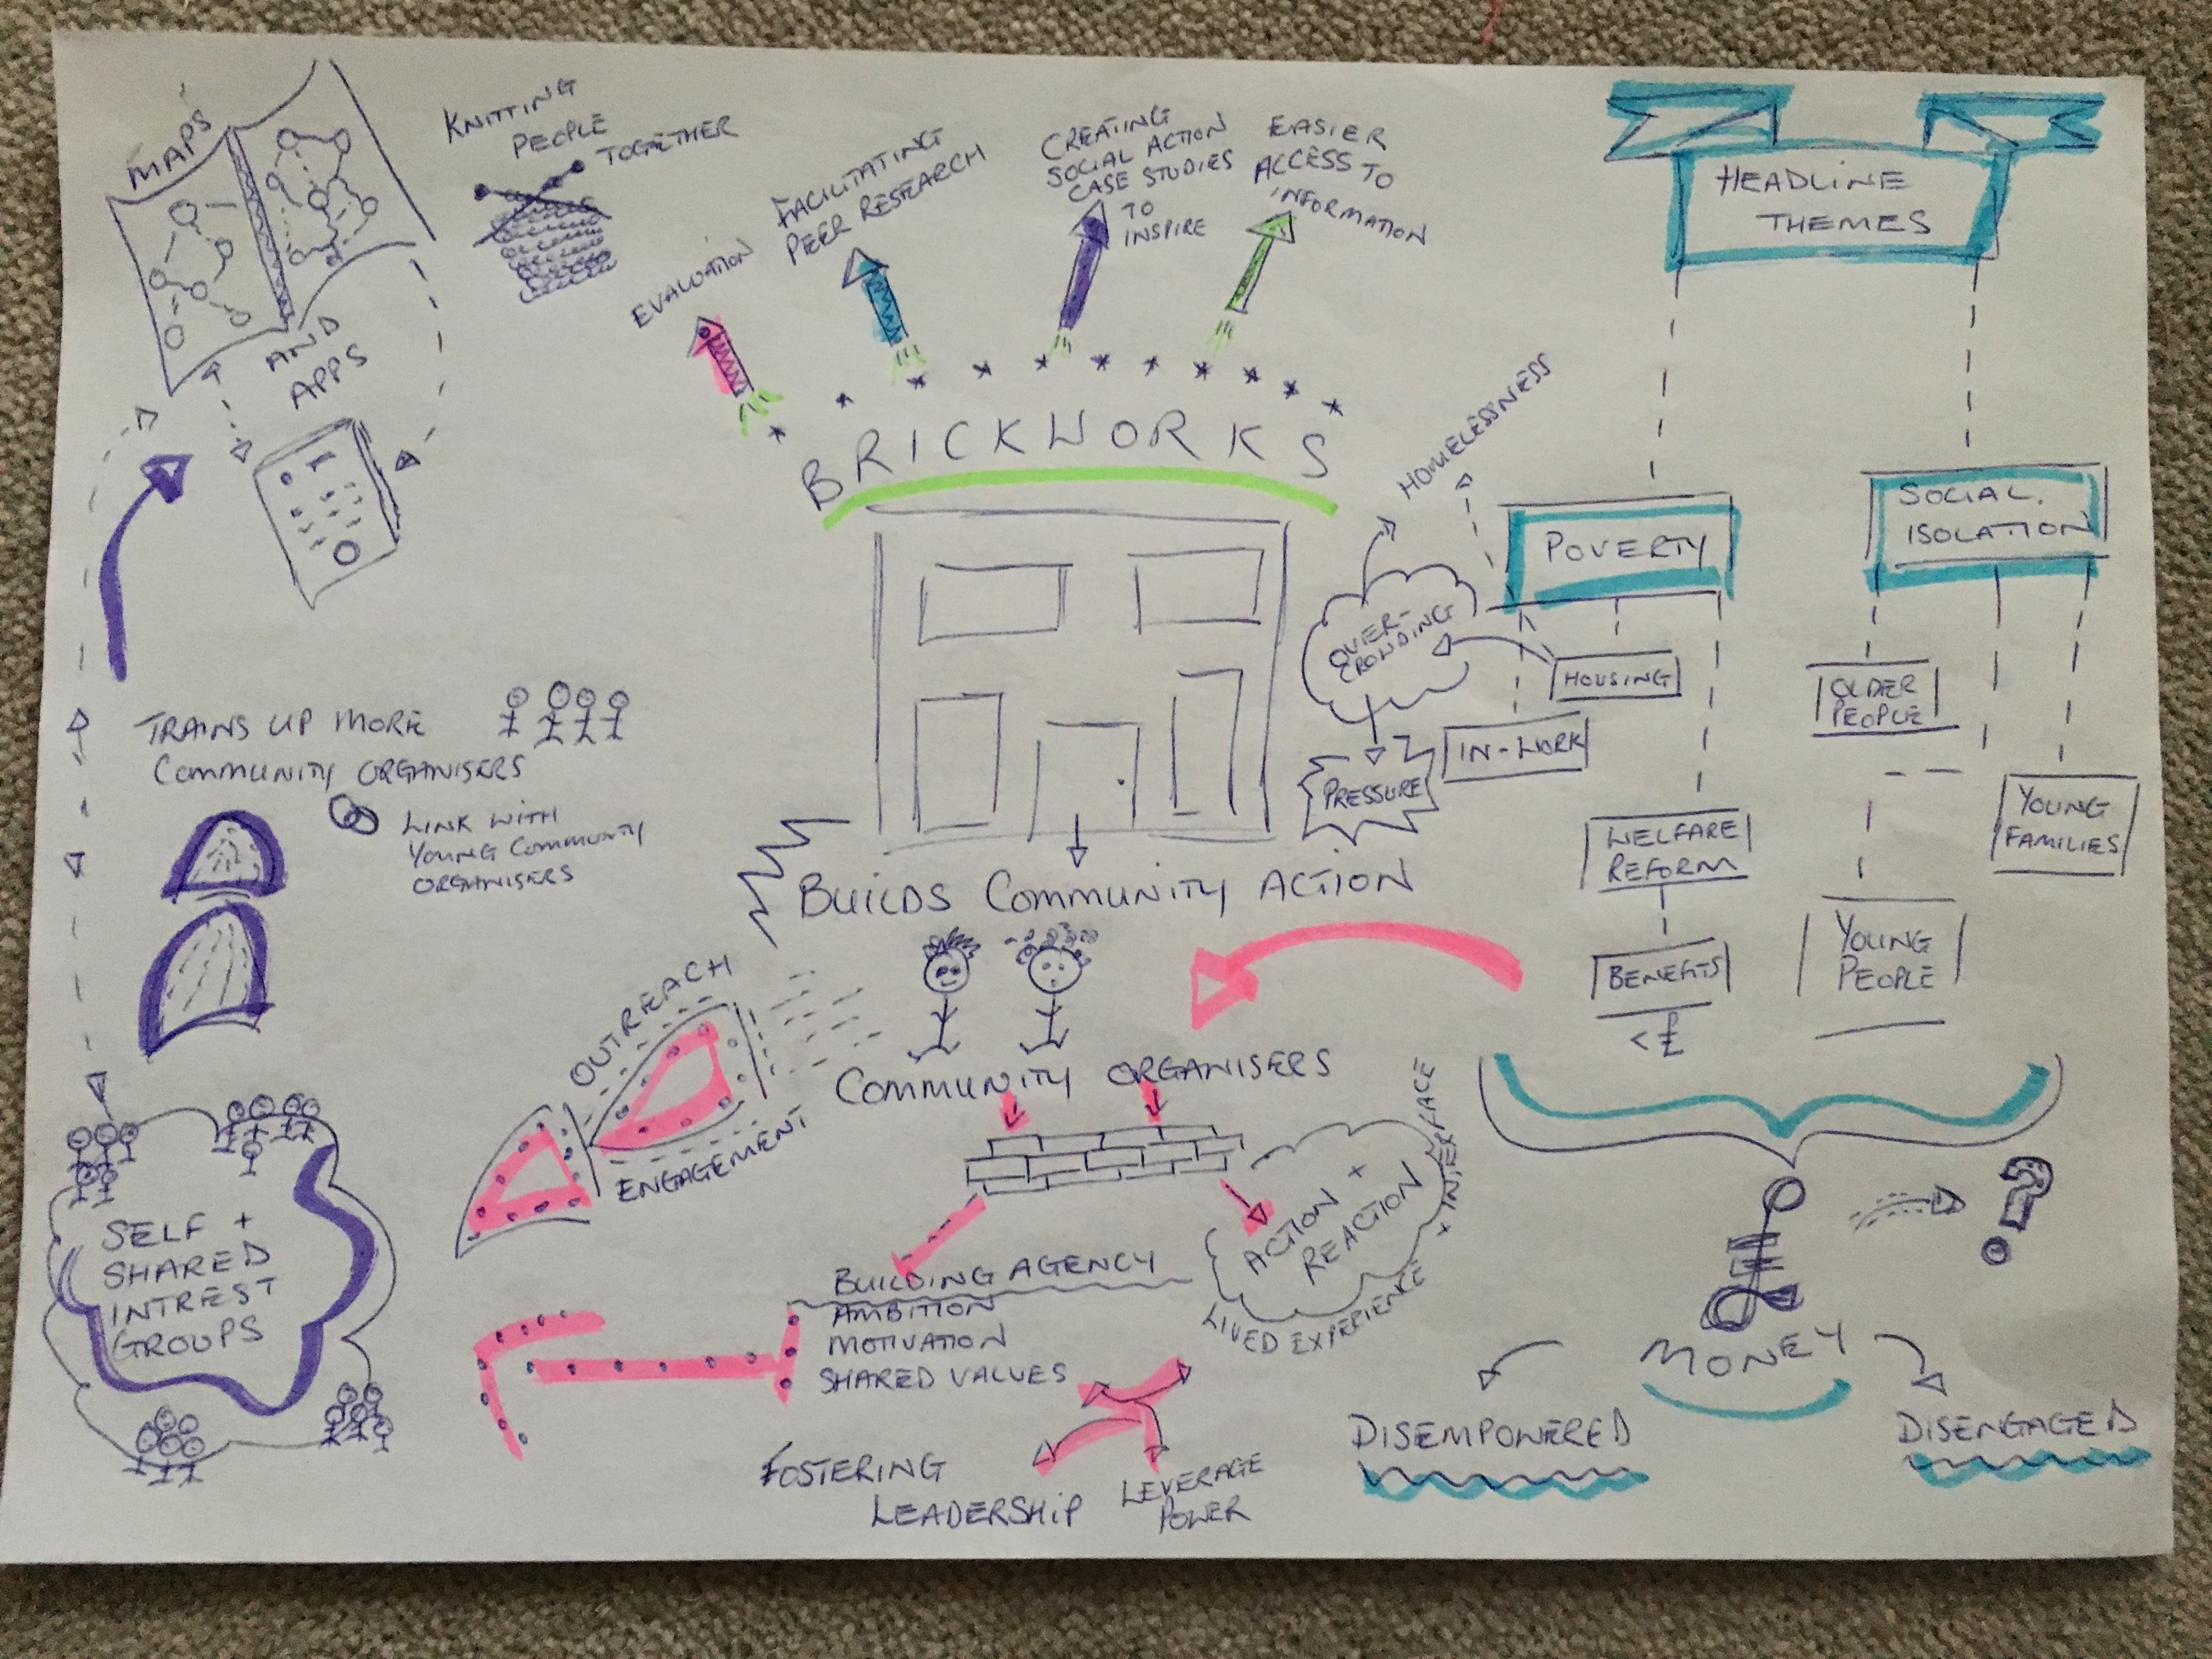 MAPS
AND
APPS
KNITTING
PEOPLE
TOGETHER
EVALUATION
FACILITATING
PEER RESEARCH
CREATING
SOCIAL ACTION
CASE STUDIES
TO
INSPIRE
EASIER
ACCESS TO
INFORMATION
BRICKWORKS
BUILDS COMMUNITY ACTION
TRANS UP MORE
COMMUNITY ORGANISERS
LINK WITH
YOUNG COMMUNITY
ORGANISERS
SELF +
SHARED
INTREST
GROUPS
OUTREACH
ENGAGEMENT
COMMUNITY ORGANISERS
BUILDING AGENCY
AMBITION
MOTIVATION
SHARED VALUES
FOSTERING
LEADERSHIP
LEVERAGE
POWER
ACTION
REACTION
LIVED EXPERIENCE
HEADLINE
THEMES
POVERTY
HOMELESSNESS
OVER
CROWDING
PRESSURE
IN-WORK
HOUSING
WELFARE
REFORM
BENEFITS
< £
SOCIAL
ISOLATION
OLDER
PEOPLE
YOUNG
PEOPLE
YOUNG
FAMILIES
MONEY
DISEMPOWERED
DISENGAGED